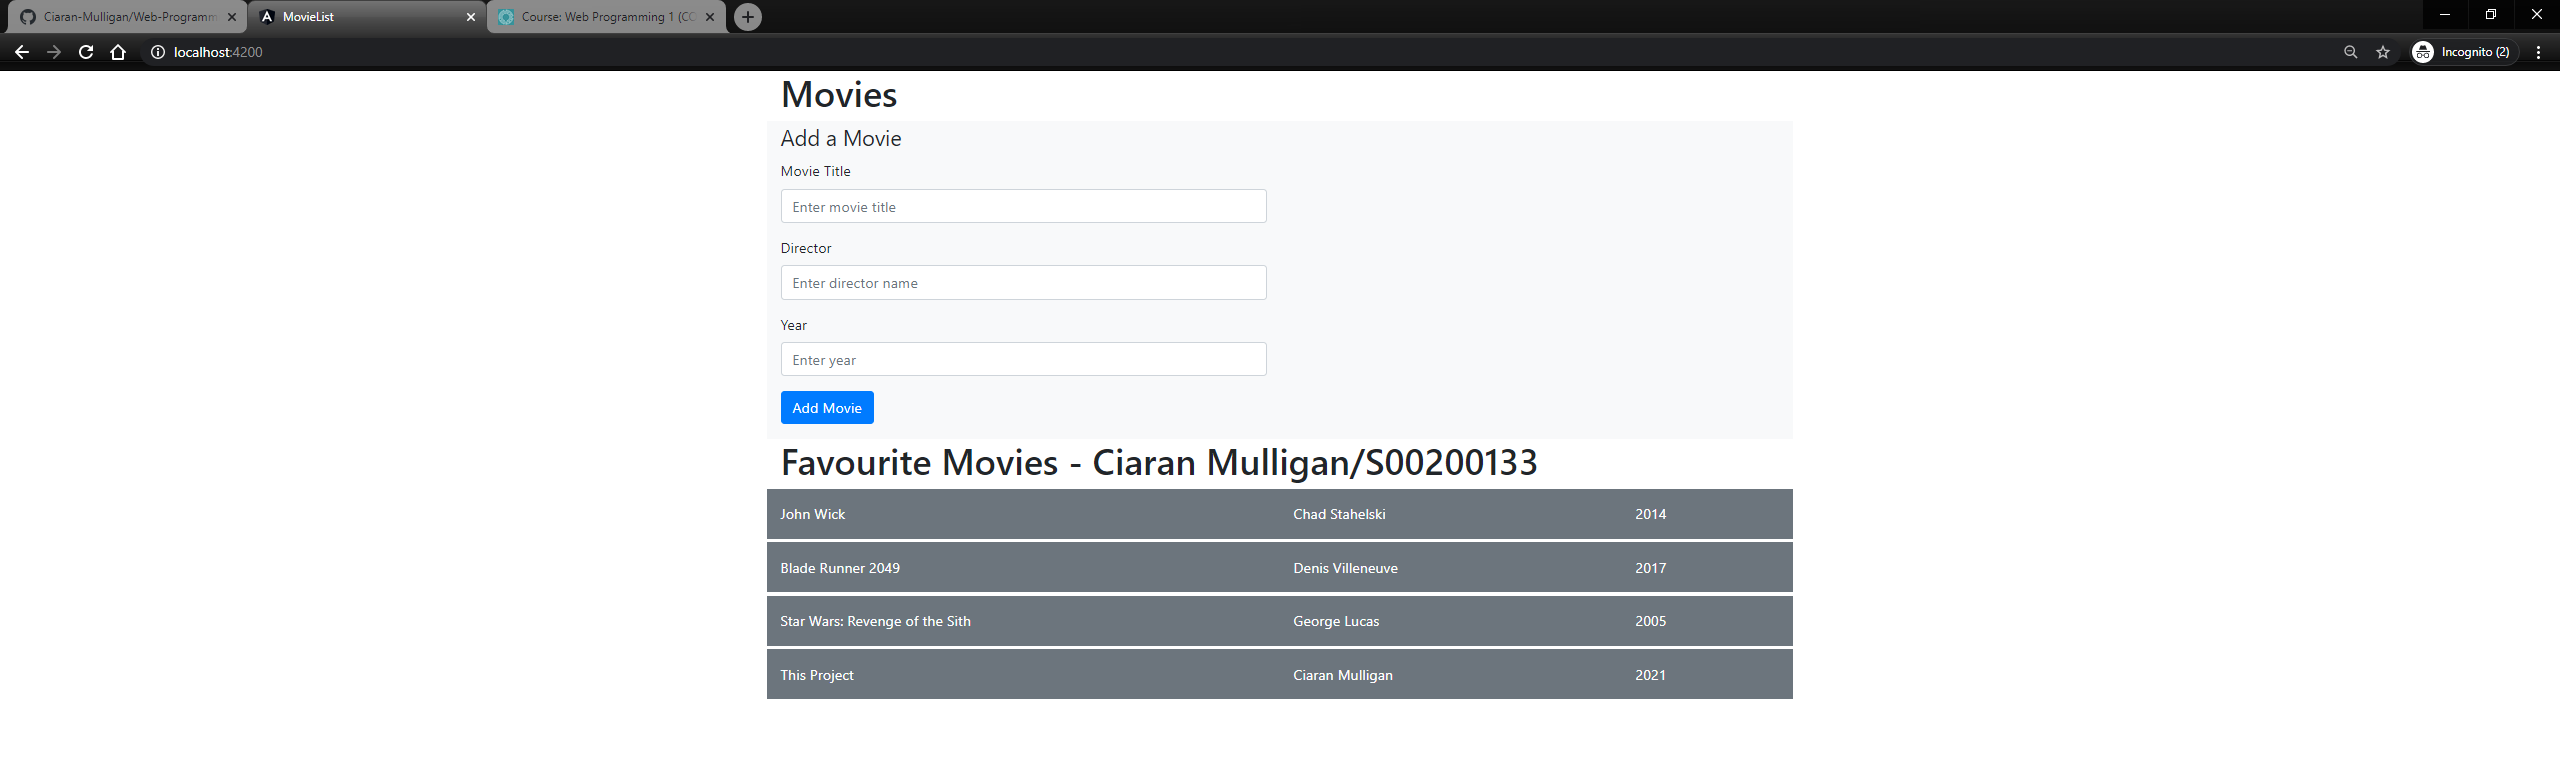 Ciaran-Mulligan/Web-Programm
MovieList
Course: Web Programming 1 (CO
localhost:4200
Incognito (2)
Movies
Add a Movie
Movie Title
Enter movie title
Director
Enter director name
Year
Enter year
Add Movie
Favourite Movies - Ciaran Mulligan/S00200133
John Wick Chad Stahelski 2014
Blade Runner 2049 Denis Villeneuve 2017
Star Wars: Revenge of the Sith George Lucas 2005
This Project Ciaran Mulligan 2021